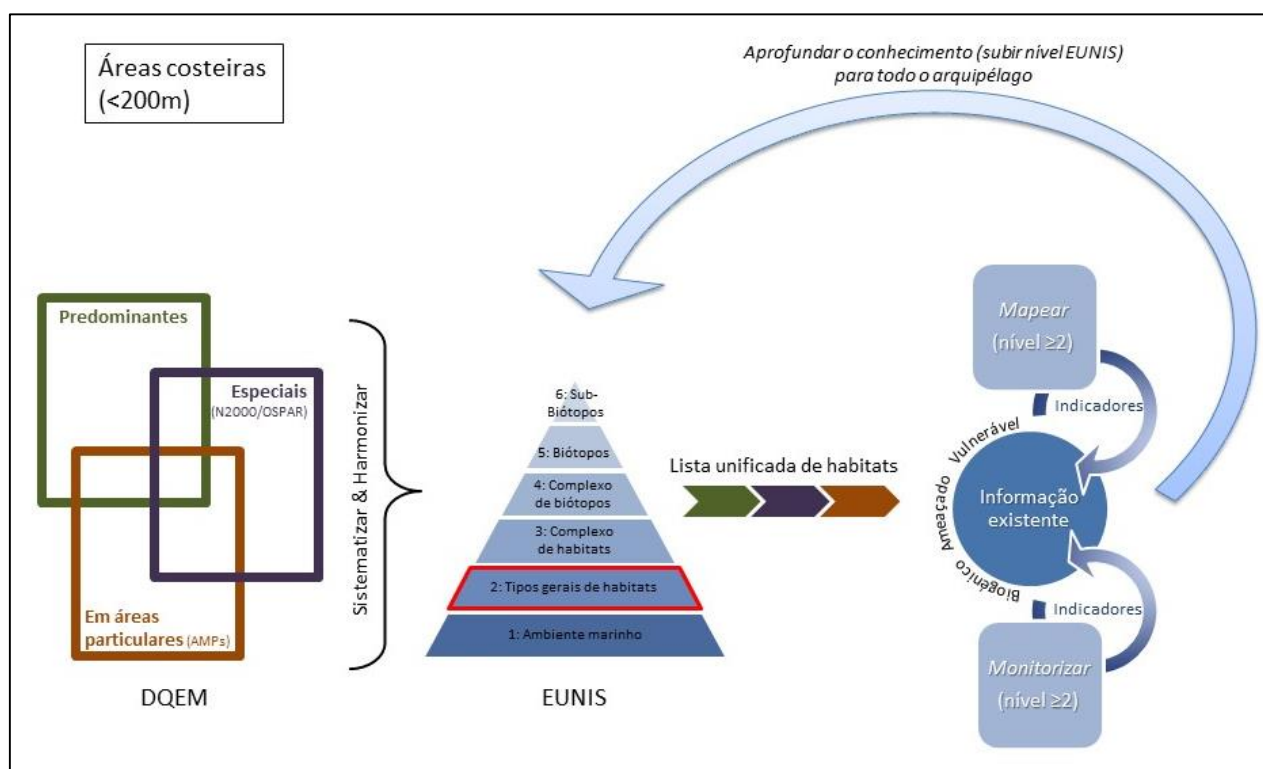 Áreas costeiras
(<200m)
Aprofundar o conhecimento (subir nível EUNIS)
para todo o arquipélago
Predominantes
Especiais
(N2000/OSPAR)
Em áreas
particulares (AMPs)
DQEM
Sistematizar & Harmonizar
6: Sub-
Biótopos
5: Biótopos
4: Complexo
de biótopos
3: Complexo
de habitats
2: Tipos gerais de habitats
1: Ambiente marinho
EUNIS
Lista unificada de habitats
Mapear
(nível ≥2)
Indicadores
Biogénico Ameaçado Vulnerável
Informação
existente
Indicadores
Monitorizar
(nível ≥2)